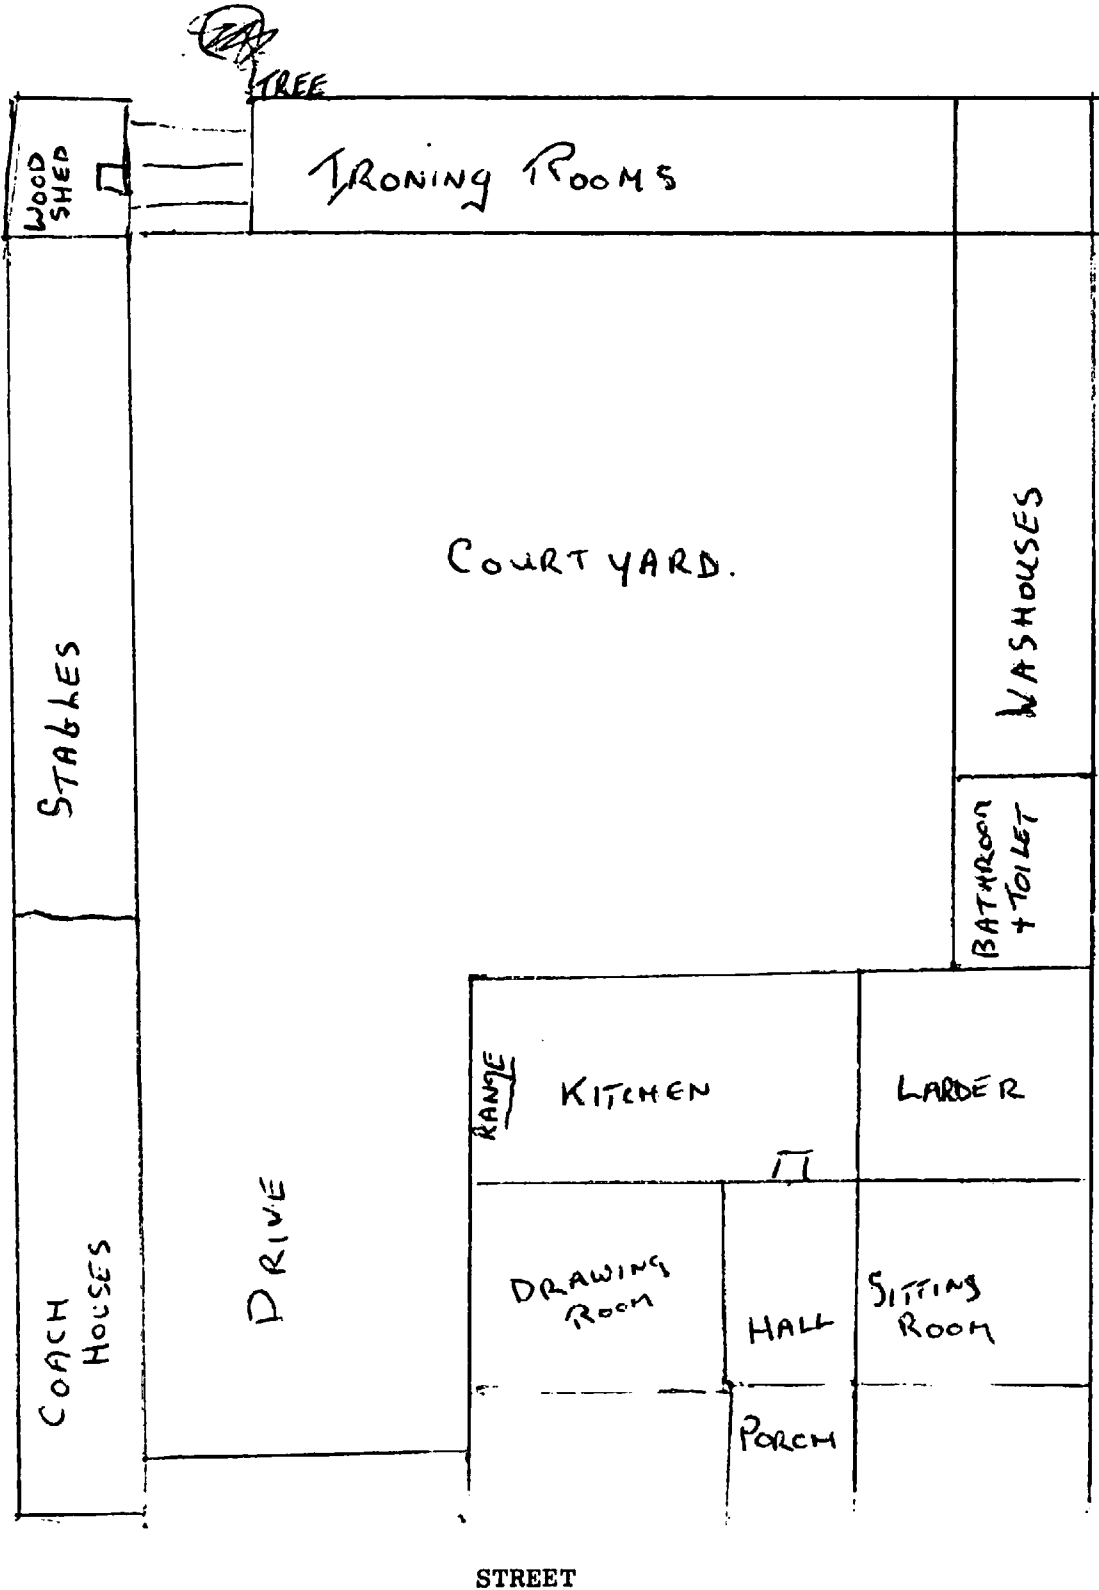 TREE
WOOD
SHED
IRONING ROOMS
COURTYARD.
WASHOUSES
STABLES
BATHROOM
+ TOILET
RANGE
KITCHEN
LARDER
DRIVE
COACH
HOUSES
DRAWING
ROOM
HALL
SITTING
ROOM
PORCH
STREET